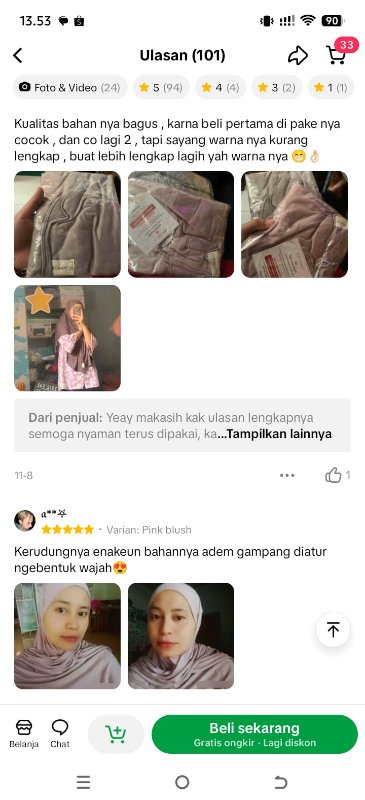 13.53
90
Ulasan (101)
33
Foto & Video (24)
5 (94)
4 (4)
3 (2)
1 (1)
Kualitas bahan nya bagus , karna beli pertama di pake nya
cocok , dan co lagi 2 , tapi sayang warna nya kurang
lengkap , buat lebih lengkap lagih yah warna nya 😁👌🏻
Dari penjual: Yeay makasih kak ulasan lengkapnya
semoga nyaman terus dipakai, ka...Tampilkan lainnya
11-8
1
a**⛧
• Varian: Pink blush
Kerudungnya enakeun bahannya adem gampang diatur
ngebentuk wajah😍
Belanja
Chat
Beli sekarang
Gratis ongkir • Lagi diskon